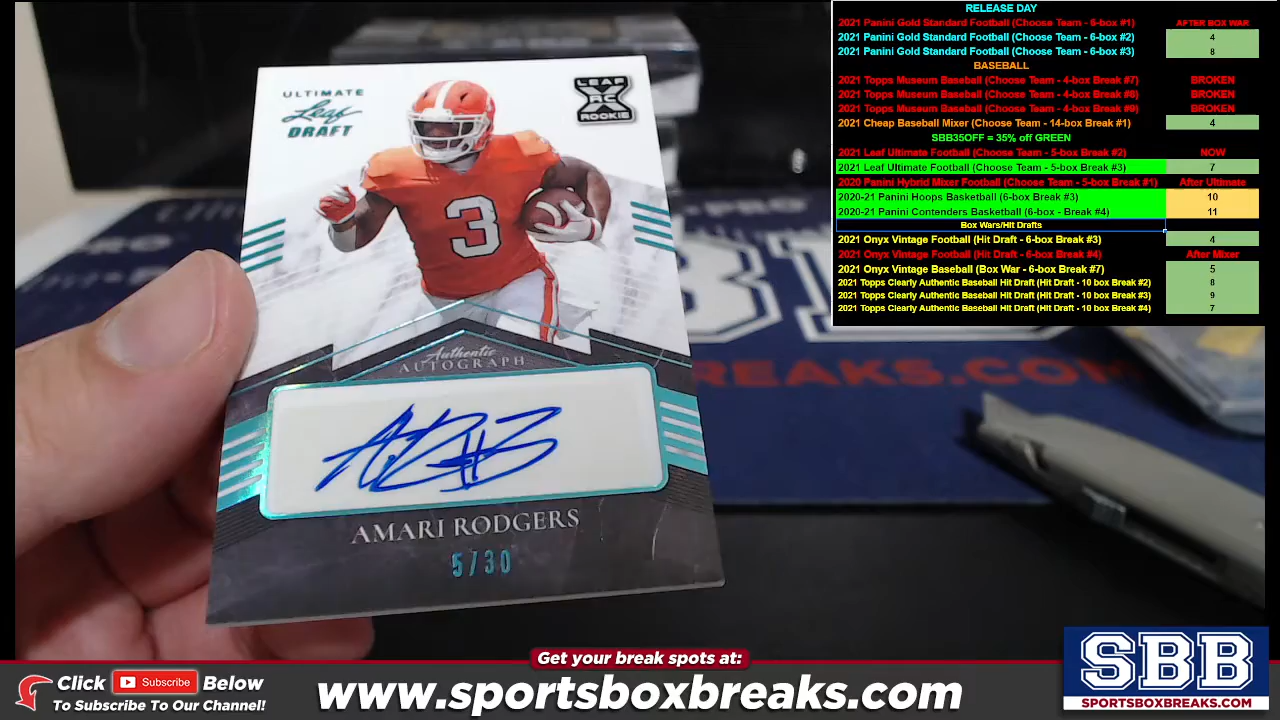 ULTIMATE
Leaf
DRAFT
LEAF
X
RC
ROOKIE
3
Authentic
AUTOGRAPH
AMARI RODGERS
5/30
RELEASE DAY
2021 Panini Gold Standard Football (Choose Team - 6-box #1) AFTER BOX WAR
2021 Panini Gold Standard Football (Choose Team - 6-box #2) 4
2021 Panini Gold Standard Football (Choose Team - 6-box #3) 8
BASEBALL
2021 Topps Museum Baseball (Choose Team - 4-box Break #7) BROKEN
2021 Topps Museum Baseball (Choose Team - 4-box Break #8) BROKEN
2021 Topps Museum Baseball (Choose Team - 4-box Break #9) BROKEN
2021 Cheap Baseball Mixer (Choose Team - 14-box Break #1) 4
SBB35OFF = 35% off GREEN
2021 Leaf Ultimate Football (Choose Team - 5-box Break #2) NOW
2021 Leaf Ultimate Football (Choose Team - 5-box Break #3) 7
2020 Panini Hybrid Mixer Football (Choose Team - 5-box Break #1) After Ultimate
2020-21 Panini Hoops Basketball (6-box Break #3) 10
2020-21 Panini Contenders Basketball (6-box - Break #4) 11
Box Wars/Hit Drafts
2021 Onyx Vintage Football (Hit Draft - 6-box Break #3) 4
2021 Onyx Vintage Football (Hit Draft - 6-box Break #4) After Mixer
2021 Onyx Vintage Baseball (Box War - 6-box Break #7) 5
2021 Topps Clearly Authentic Baseball Hit Draft (Hit Draft - 10 box Break #2) 8
2021 Topps Clearly Authentic Baseball Hit Draft (Hit Draft - 10 box Break #3) 9
2021 Topps Clearly Authentic Baseball Hit Draft (Hit Draft - 10 box Break #4) 7
REAKS.COM
Get your break spots at:
Click Subscribe Below
To Subscribe To Our Channel!
www.sportsboxbreaks.com
SBB
SPORTSBOXBREAKS.COM